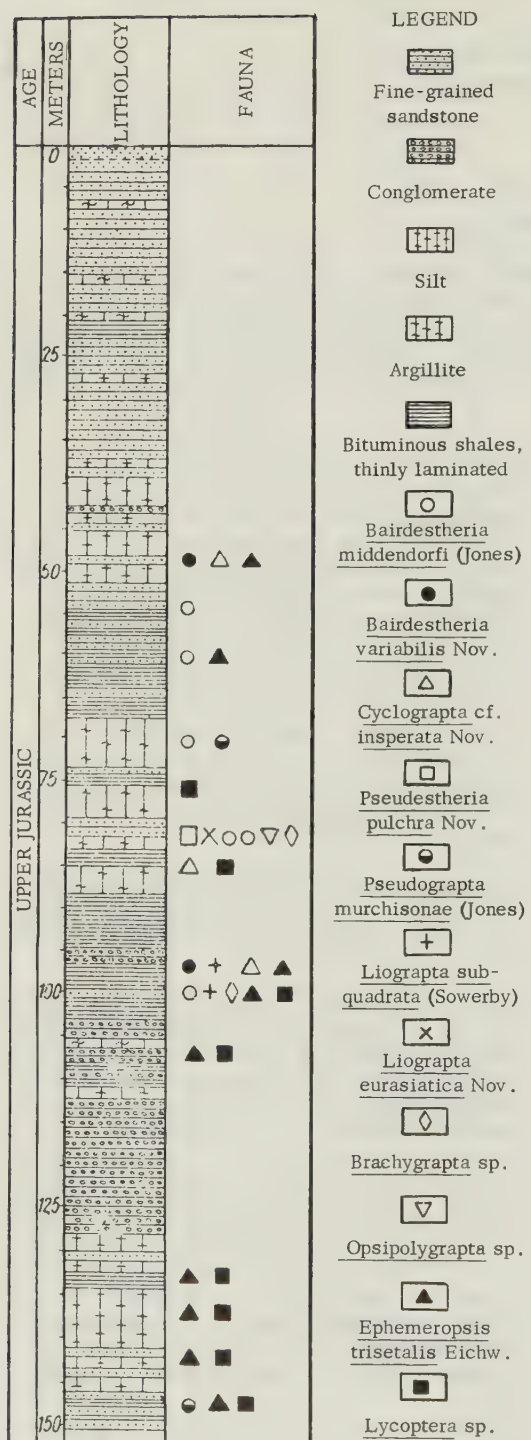 AGE
METERS
LITHOLOGY
FAUNA
0
25
50
75
100
125
150
UPPER JURASSIC
LEGEND
Fine-grained
sandstone
Conglomerate
Silt
Argillite
Bituminous shales,
thinly laminated
Bairdestheria
middendorfi (Jones)
Bairdestheria
variabilis Nov.
Cyclograpta cf.
insperata Nov.
Pseudestheria
pulchra Nov.
Pseudograpta
murchisonae (Jones)
Liograpta sub-
quadrata (Sowerby)
Liograpta
eurasiatica Nov.
Brachygrapta sp.
Opsipolygrapta sp.
Ephemeropsis
trisetalis Eichw.
Lycoptera sp.